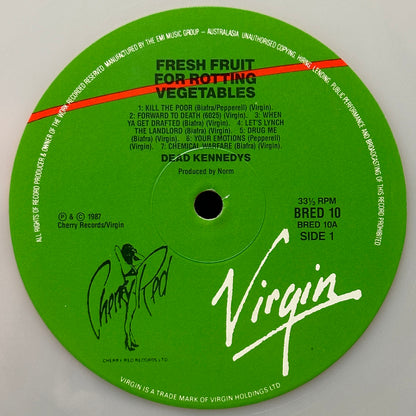 ALL RIGHTS OF RECORD PRODUCER & OWNER OF THE WORK RECORDED RESERVED. MANUFACTURED BY THE EMI MUSIC GROUP - AUSTRALASIA UNAUTHORISED COPYING, HIRING, LENDING, PUBLIC PERFORMANCE AND BROADCASTING OF THIS RECORD PROHIBITED
FRESH FRUIT
FOR ROTTING
VEGETABLES
1: KILL THE POOR (Biafra/Pepperell) (Virgin).
2: FORWARD TO DEATH (6025) (Virgin). 3: WHEN
YA GET DRAFTED (Biafra) (Virgin). 4: LET'S LYNCH
THE LANDLORD (Biafra) (Virgin). 5: DRUG ME
(Biafra) (Virgin). 6: YOUR EMOTIONS (Pepperell)
(Virgin). 7: CHEMICAL WARFARE (Biafra) (Virgin).
DEAD KENNEDYS
Produced by Norm
℗ & © 1987
Cherry Records/Virgin
33⅓ RPM
BRED 10
BRED 10A
SIDE 1
Cherry Red
Virgin
CHERRY RED RECORDS LTD.
VIRGIN IS A TRADE MARK OF VIRGIN HOLDINGS LTD